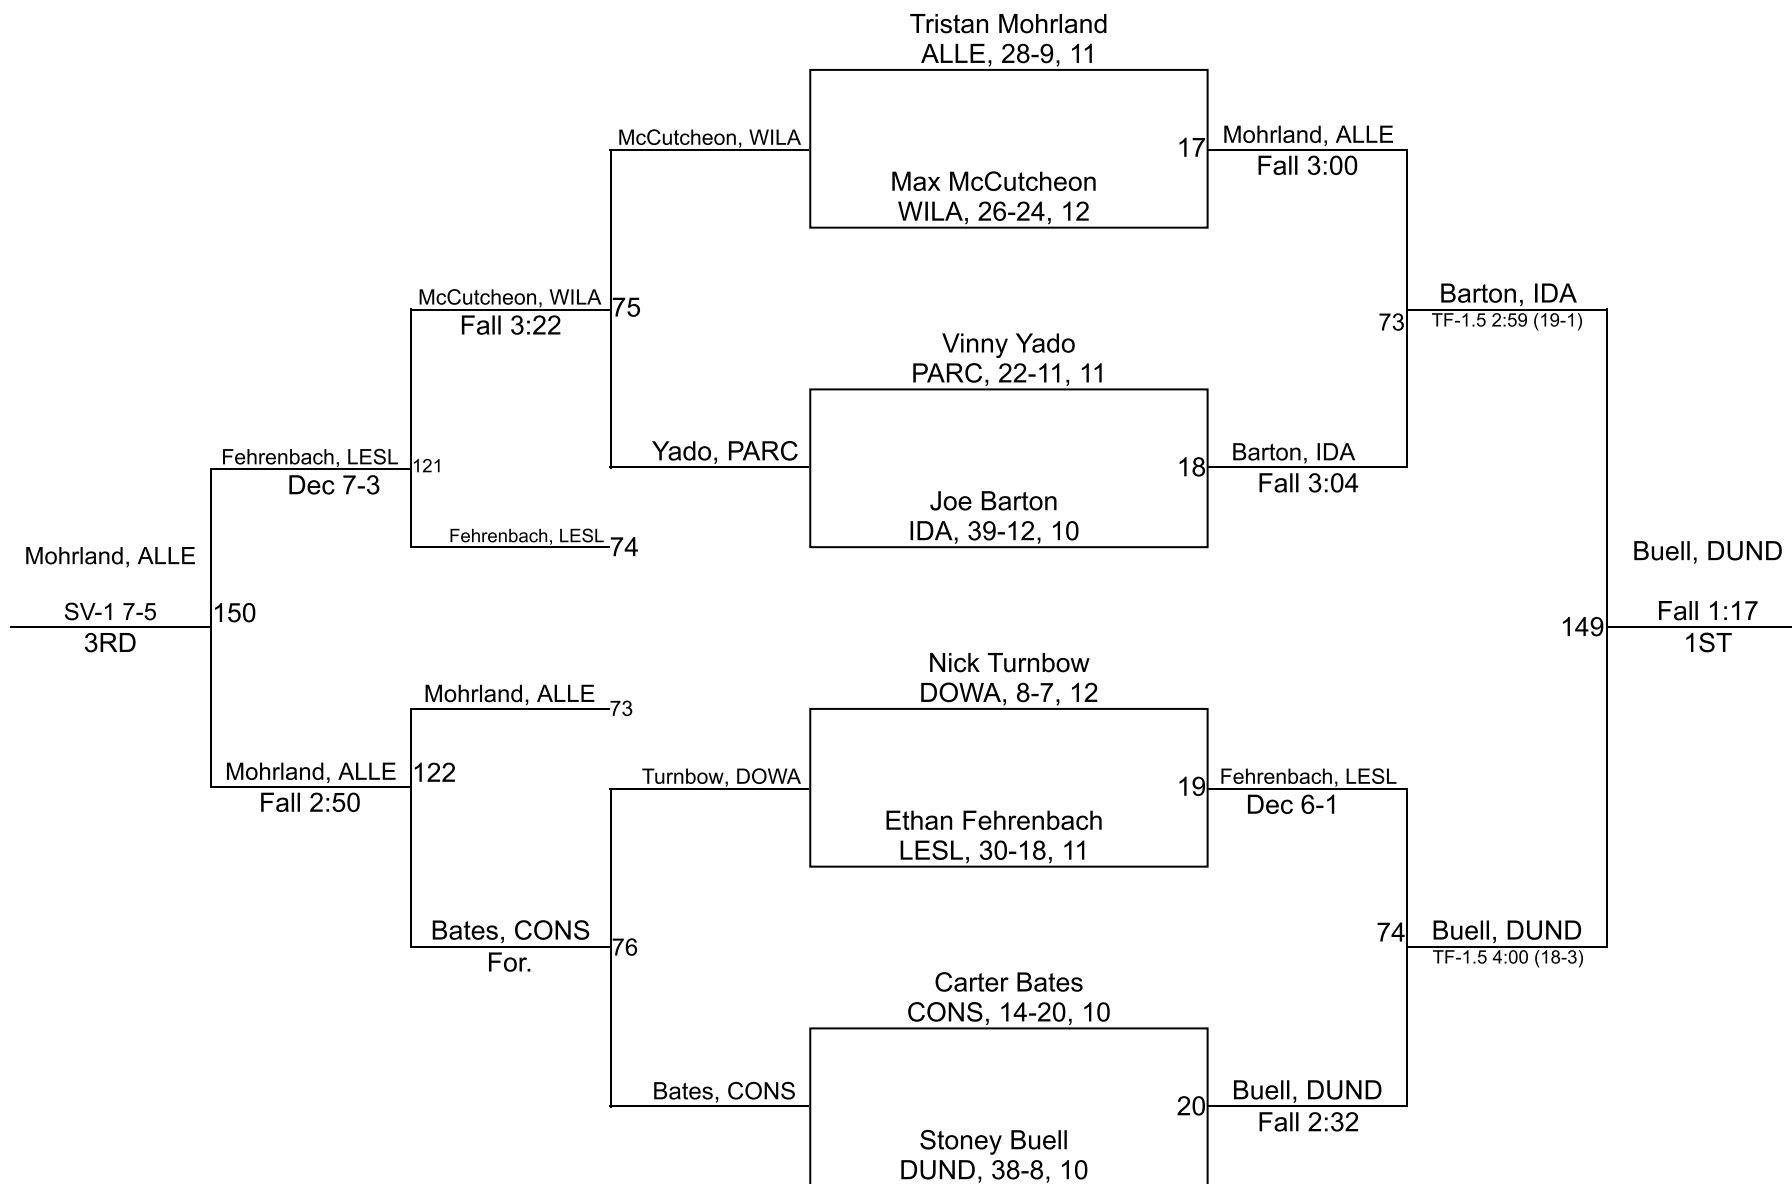 Tristan Mohrland
ALLE, 28-9, 11
McCutcheon, WILA
17
Mohrland, ALLE
Fall 3:00
Max McCutcheon
WILA, 26-24, 12
McCutcheon, WILA
Fall 3:22
75
Barton, IDA
TF-1.5 2:59 (19-1)
73
Vinny Yado
PARC, 22-11, 11
Yado, PARC
18
Barton, IDA
Fall 3:04
Fehrenbach, LESL
Dec 7-3
121
Joe Barton
IDA, 39-12, 10
Fehrenbach, LESL
74
Mohrland, ALLE
SV-1 7-5
3RD
150
Buell, DUND
Fall 1:17
1ST
149
Nick Turnbow
DOWA, 8-7, 12
Mohrland, ALLE
73
Mohrland, ALLE
Fall 2:50
122
Turnbow, DOWA
19
Fehrenbach, LESL
Dec 6-1
Ethan Fehrenbach
LESL, 30-18, 11
Bates, CONS
For.
76
74
Buell, DUND
TF-1.5 4:00 (18-3)
Carter Bates
CONS, 14-20, 10
Bates, CONS
20
Buell, DUND
Fall 2:32
Stoney Buell
DUND, 38-8, 10